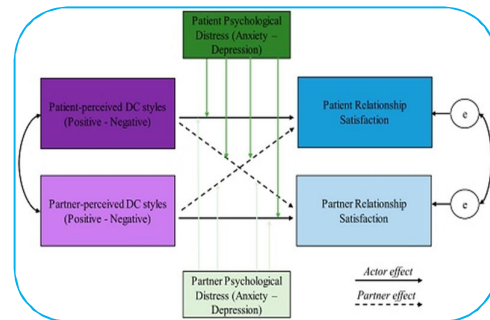 Patient Psychological
Distress (Anxiety –
Depression)
Patient-perceived DC styles
(Positive - Negative)
Patient Relationship
Satisfaction
e
Partner-perceived DC styles
(Positive - Negative)
Partner Relationship
Satisfaction
e
Partner Psychological
Distress (Anxiety –
Depression)
Actor effect
Partner effect